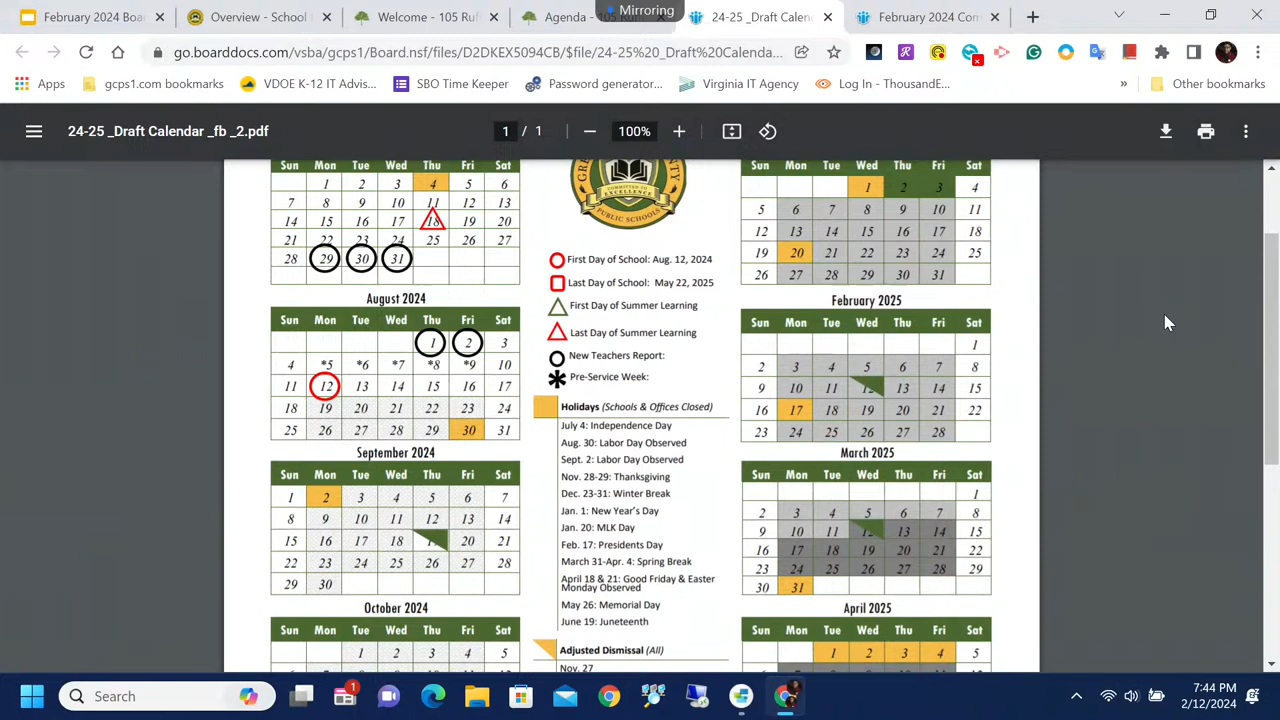 Mirroring
February 2024 Boar
Overview - School
Welcome - 105 Ruf
Agenda - 105 Ruf
24-25 _Draft Calend
February 2024 Com
go.boarddocs.com/vsba/gcps1/Board.nsf/files/D2DKEX5094CB/$file/24-25%20_Draft%20Calenda...
Apps
gcps1.com bookmarks
VDOE K-12 IT Advis...
SBO Time Keeper
Password generator...
Virginia IT Agency
Log In - ThousandE...
»
Other bookmarks
24-25 _Draft Calendar _fb _2.pdf
1 / 1
100%
Sun Mon Tue Wed Thu Fri Sat
1 2 3 4 5 6
7 8 9 10 11 12 13
14 15 16 17 18 19 20
21 22 23 24 25 26 27
28 29 30 31
August 2024
Sun Mon Tue Wed Thu Fri Sat
1 2 3
4 *5 *6 *7 *8 *9 10
11 12 13 14 15 16 17
18 19 20 21 22 23 24
25 26 27 28 29 30 31
September 2024
Sun Mon Tue Wed Thu Fri Sat
1 2 3 4 5 6 7
8 9 10 11 12 13 14
15 16 17 18 20 21
22 23 24 25 26 27 28
29 30
October 2024
Sun Mon Tue Wed Thu Fri Sat
1 2 3 4 5
COMMITTED TO
EXCELLENCE
PUBLIC SCHOOLS
First Day of School: Aug. 12, 2024
Last Day of School: May 22, 2025
First Day of Summer Learning
Last Day of Summer Learning
New Teachers Report:
Pre-Service Week:
Holidays (Schools & Offices Closed)
July 4: Independence Day
Aug. 30: Labor Day Observed
Sept. 2: Labor Day Observed
Nov. 28-29: Thanksgiving
Dec. 23-31: Winter Break
Jan. 1: New Year's Day
Jan. 20: MLK Day
Feb. 17: Presidents Day
March 31-Apr. 4: Spring Break
April 18 & 21: Good Friday & Easter
Monday Observed
May 26: Memorial Day
June 19: Juneteenth
Adjusted Dismissal (All)
Nov. 27
Sun Mon Tue Wed Thu Fri Sat
1 2 3 4
5 6 7 8 9 10 11
12 13 14 15 16 17 18
19 20 21 22 23 24 25
26 27 28 29 30 31
February 2025
Sun Mon Tue Wed Thu Fri Sat
1
2 3 4 5 6 7 8
9 10 11 12 13 14 15
16 17 18 19 20 21 22
23 24 25 26 27 28
March 2025
Sun Mon Tue Wed Thu Fri Sat
1
2 3 4 5 6 7 8
9 10 11 12 13 14 15
16 17 18 19 20 21 22
23 24 25 26 27 28 29
30 31
April 2025
Sun Mon Tue Wed Thu Fri Sat
1 2 3 4 5
Search
1
7:44 PM
2/12/2024